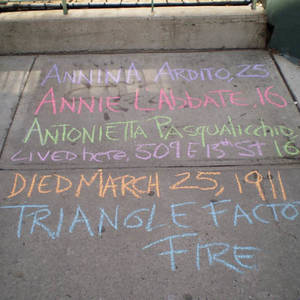 ANNINA ARDITO, 25,
ANNIE L'ABBATE, 16,
ANTONIETTA PASQUALICCHIO
LIVED HERE, 509 E 13th ST 16
DIED MARCH 25, 1911
TRIANGLE FACTO
FIRE